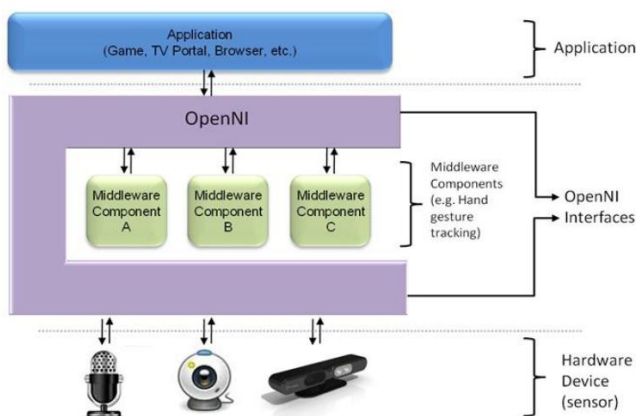 Application
(Game, TV Portal, Browser, etc.)
Application
OpenNI
Middleware
Component
A
Middleware
Component
B
Middleware
Component
C
Middleware
Components
(e.g. Hand
gesture
tracking)
OpenNI
Interfaces
Hardware
Device
(sensor)